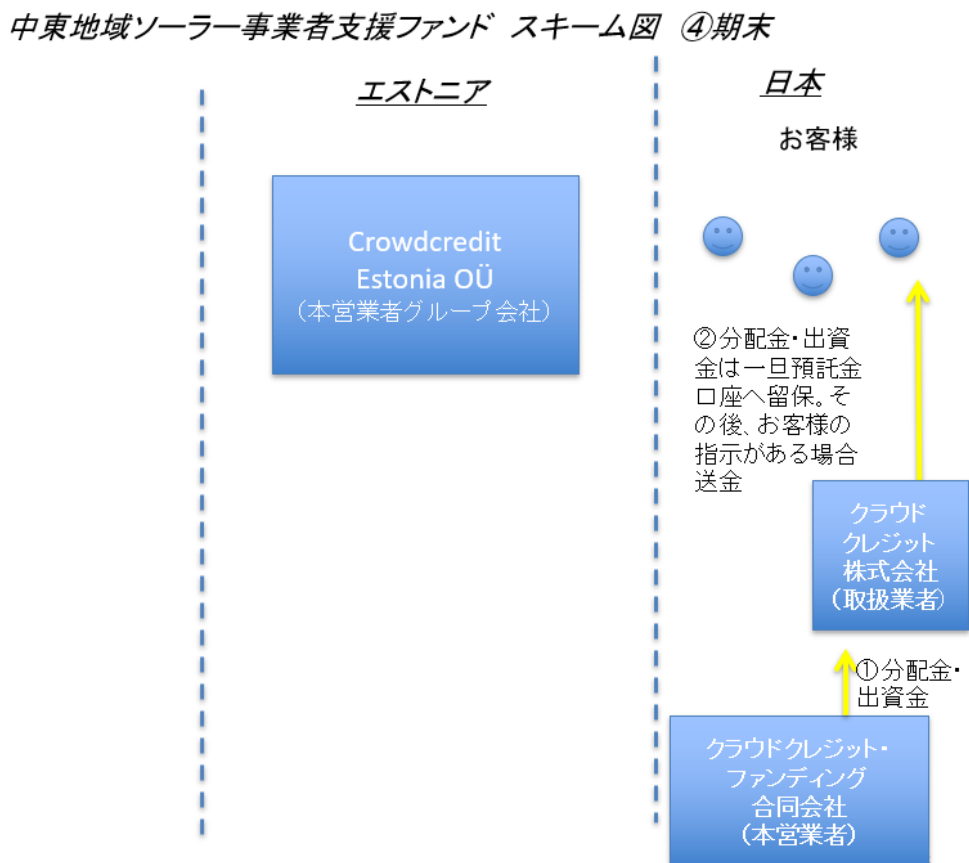 中東地域ソーラー事業者支援ファンド スキーム図 ④期末
エストニア
日本
お客様
Crowdcredit
Estonia OÜ
（本営業者グループ会社）
②分配金・出資
金は一旦預託金
口座へ留保。そ
の後、お客様の
指示がある場合
送金
クラウド
クレジット
株式会社
（取扱業者）
①分配金・
出資金
クラウドクレジット・
ファンディング
合同会社
（本営業者）